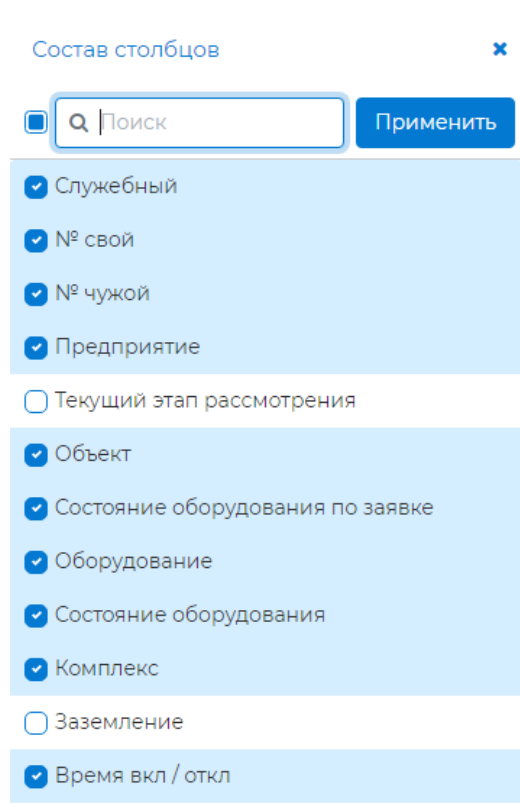 Состав столбцов
Поиск
Применить
Служебный
№ свой
№ чужой
Предприятие
Текущий этап рассмотрения
Объект
Состояние оборудования по заявке
Оборудование
Состояние оборудования
Комплекс
Заземление
Время вкл / откл